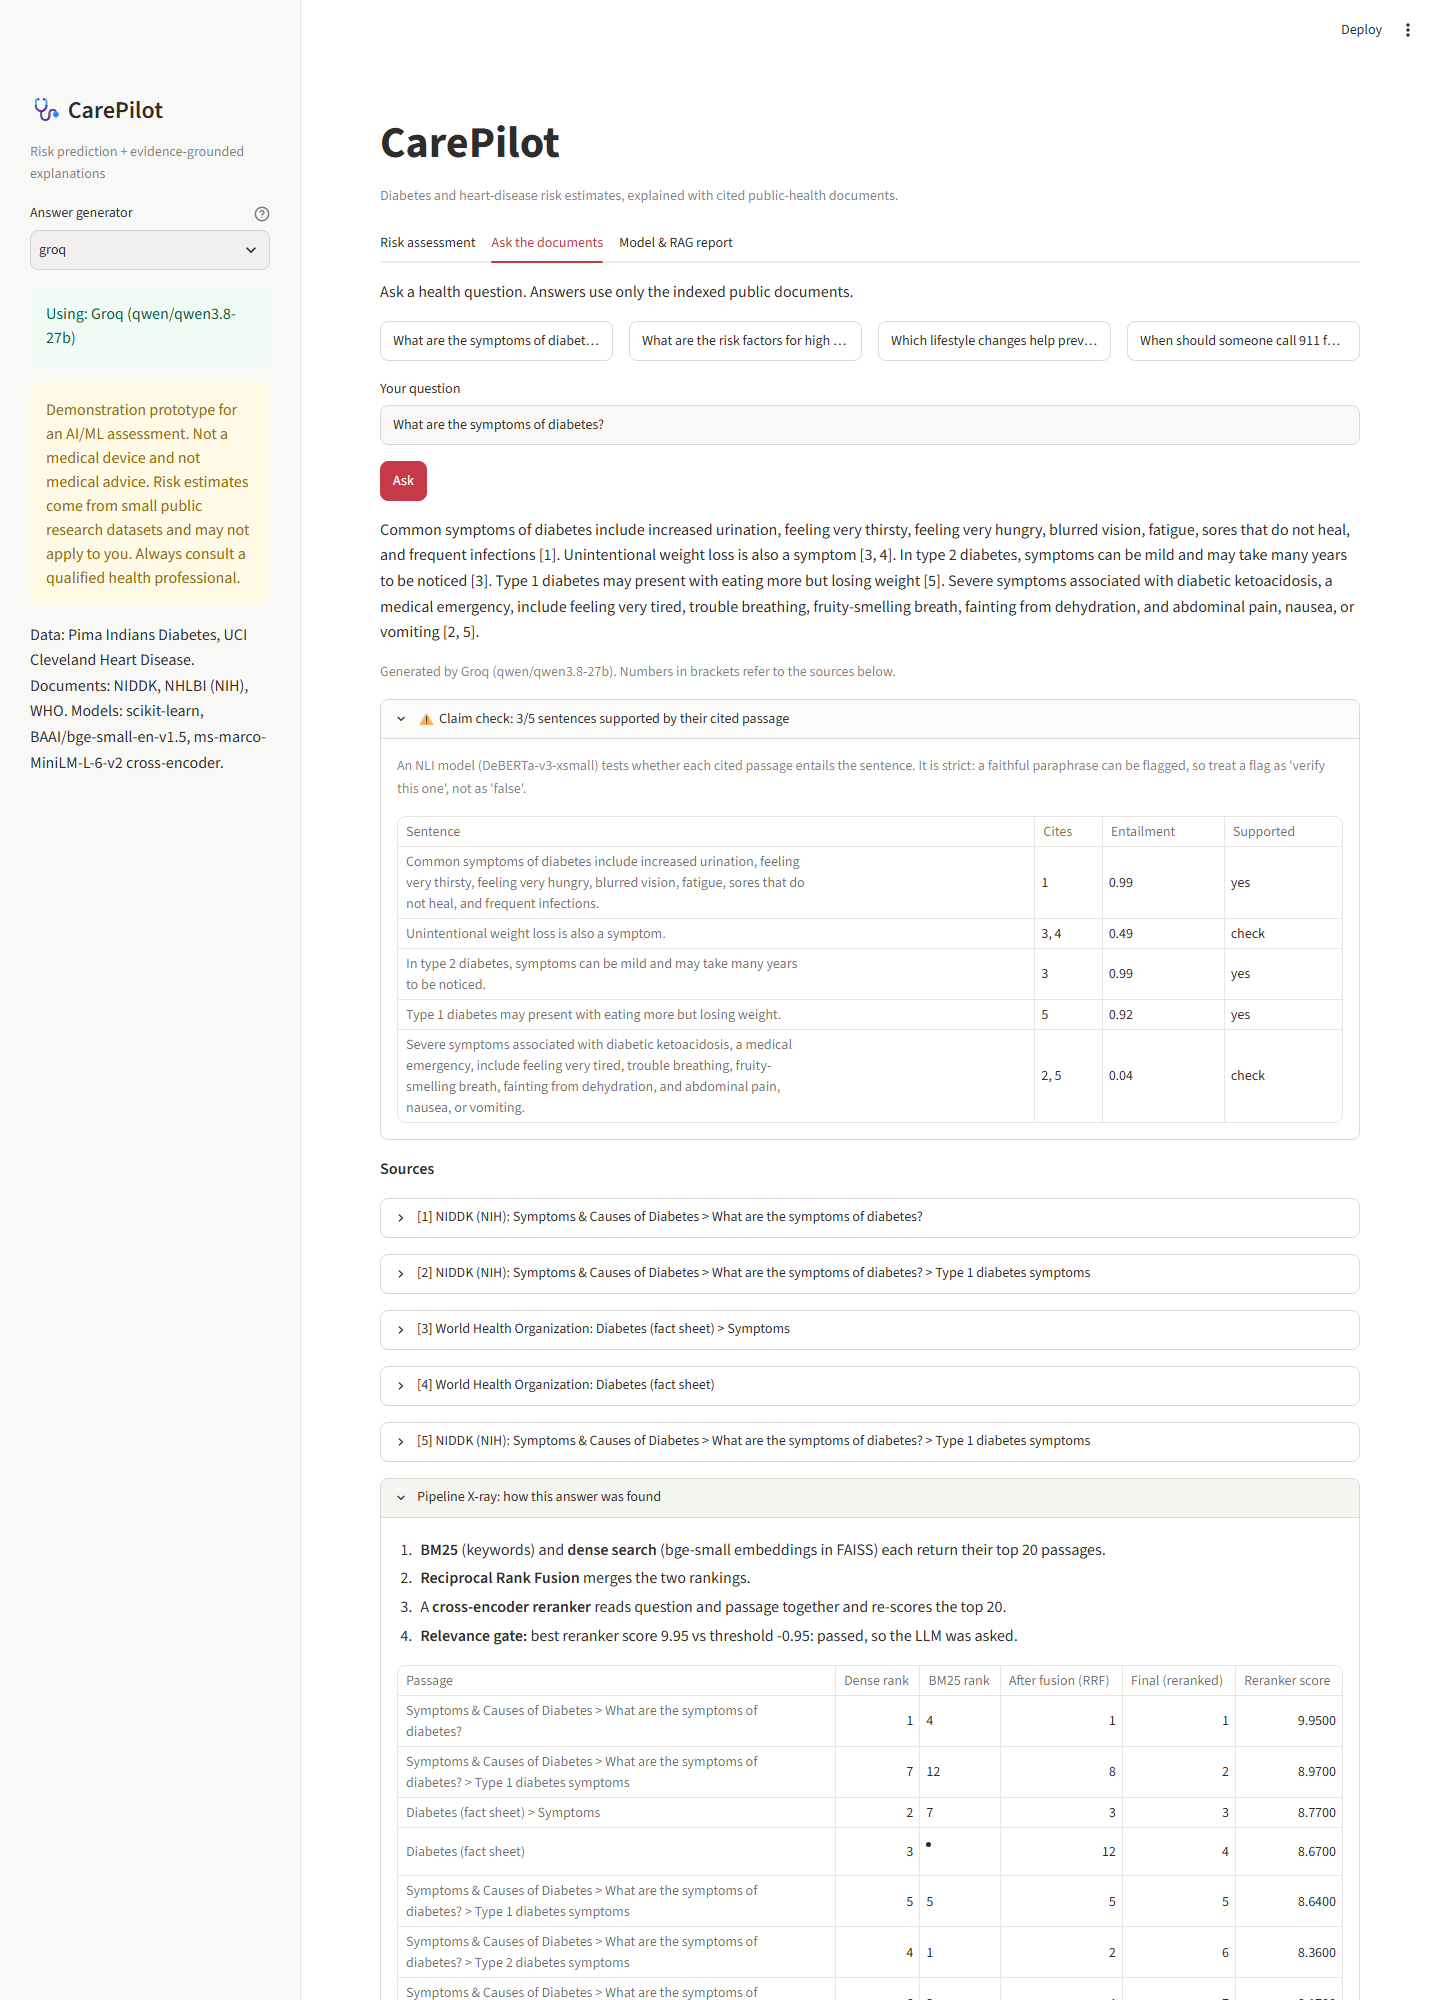 Deploy
CarePilot
Risk prediction + evidence-grounded
explanations
Answer generator
groq
Using: Groq (qwen/qwen3.8-
27b)
Demonstration prototype for
an AI/ML assessment. Not a
medical device and not
medical advice. Risk estimates
come from small public
research datasets and may not
apply to you. Always consult a
qualified health professional.
Data: Pima Indians Diabetes, UCI
Cleveland Heart Disease.
Documents: NIDDK, NHLBI (NIH),
WHO. Models: scikit-learn,
BAAI/bge-small-en-v1.5, ms-marco-
MiniLM-L-6-v2 cross-encoder.
CarePilot
Diabetes and heart-disease risk estimates, explained with cited public-health documents.
Risk assessment Ask the documents Model & RAG report
Ask a health question. Answers use only the indexed public documents.
What are the symptoms of diabet... What are the risk factors for high ... Which lifestyle changes help prev... When should someone call 911 f...
Your question
What are the symptoms of diabetes?
Ask
Common symptoms of diabetes include increased urination, feeling very thirsty, feeling very hungry, blurred vision, fatigue, sores that do not heal,
and frequent infections [1]. Unintentional weight loss is also a symptom [3, 4]. In type 2 diabetes, symptoms can be mild and may take many years
to be noticed [3]. Type 1 diabetes may present with eating more but losing weight [5]. Severe symptoms associated with diabetic ketoacidosis, a
medical emergency, include feeling very tired, trouble breathing, fruity-smelling breath, fainting from dehydration, and abdominal pain, nausea, or
vomiting [2, 5].
Generated by Groq (qwen/qwen3.8-27b). Numbers in brackets refer to the sources below.
Claim check: 3/5 sentences supported by their cited passage
An NLI model (DeBERTa-v3-xsmall) tests whether each cited passage entails the sentence. It is strict: a faithful paraphrase can be flagged, so treat a flag as 'verify
this one', not as 'false'.
Sentence Cites Entailment Supported
Common symptoms of diabetes include increased urination, feeling
very thirsty, feeling very hungry, blurred vision, fatigue, sores that do
not heal, and frequent infections.
1 0.99 yes
Unintentional weight loss is also a symptom. 3, 4 0.49 check
In type 2 diabetes, symptoms can be mild and may take many years
to be noticed.
3 0.99 yes
Type 1 diabetes may present with eating more but losing weight. 5 0.92 yes
Severe symptoms associated with diabetic ketoacidosis, a medical
emergency, include feeling very tired, trouble breathing, fruity-
smelling breath, fainting from dehydration, and abdominal pain,
nausea, or vomiting.
2, 5 0.04 check
Sources
[1] NIDDK (NIH): Symptoms & Causes of Diabetes > What are the symptoms of diabetes?
[2] NIDDK (NIH): Symptoms & Causes of Diabetes > What are the symptoms of diabetes? > Type 1 diabetes symptoms
[3] World Health Organization: Diabetes (fact sheet) > Symptoms
[4] World Health Organization: Diabetes (fact sheet)
[5] NIDDK (NIH): Symptoms & Causes of Diabetes > What are the symptoms of diabetes? > Type 1 diabetes symptoms
Pipeline X-ray: how this answer was found
1. BM25 (keywords) and dense search (bge-small embeddings in FAISS) each return their top 20 passages.
2. Reciprocal Rank Fusion merges the two rankings.
3. A cross-encoder reranker reads question and passage together and re-scores the top 20.
4. Relevance gate: best reranker score 9.95 vs threshold -0.95: passed, so the LLM was asked.
Passage Dense rank BM25 rank After fusion (RRF) Final (reranked) Reranker score
Symptoms & Causes of Diabetes > What are the symptoms of
diabetes?
1 4 1 1 9.9500
Symptoms & Causes of Diabetes > What are the symptoms of
diabetes? > Type 1 diabetes symptoms
7 12 8 2 8.9700
Diabetes (fact sheet) > Symptoms 2 7 3 3 8.7700
Diabetes (fact sheet) 3 • 12 4 8.6700
Symptoms & Causes of Diabetes > What are the symptoms of
diabetes? > Type 1 diabetes symptoms
5 5 5 5 8.6400
Symptoms & Causes of Diabetes > What are the symptoms of
diabetes? > Type 2 diabetes symptoms
4 1 2 6 8.3600
Symptoms & Causes of Diabetes > What are the symptoms of